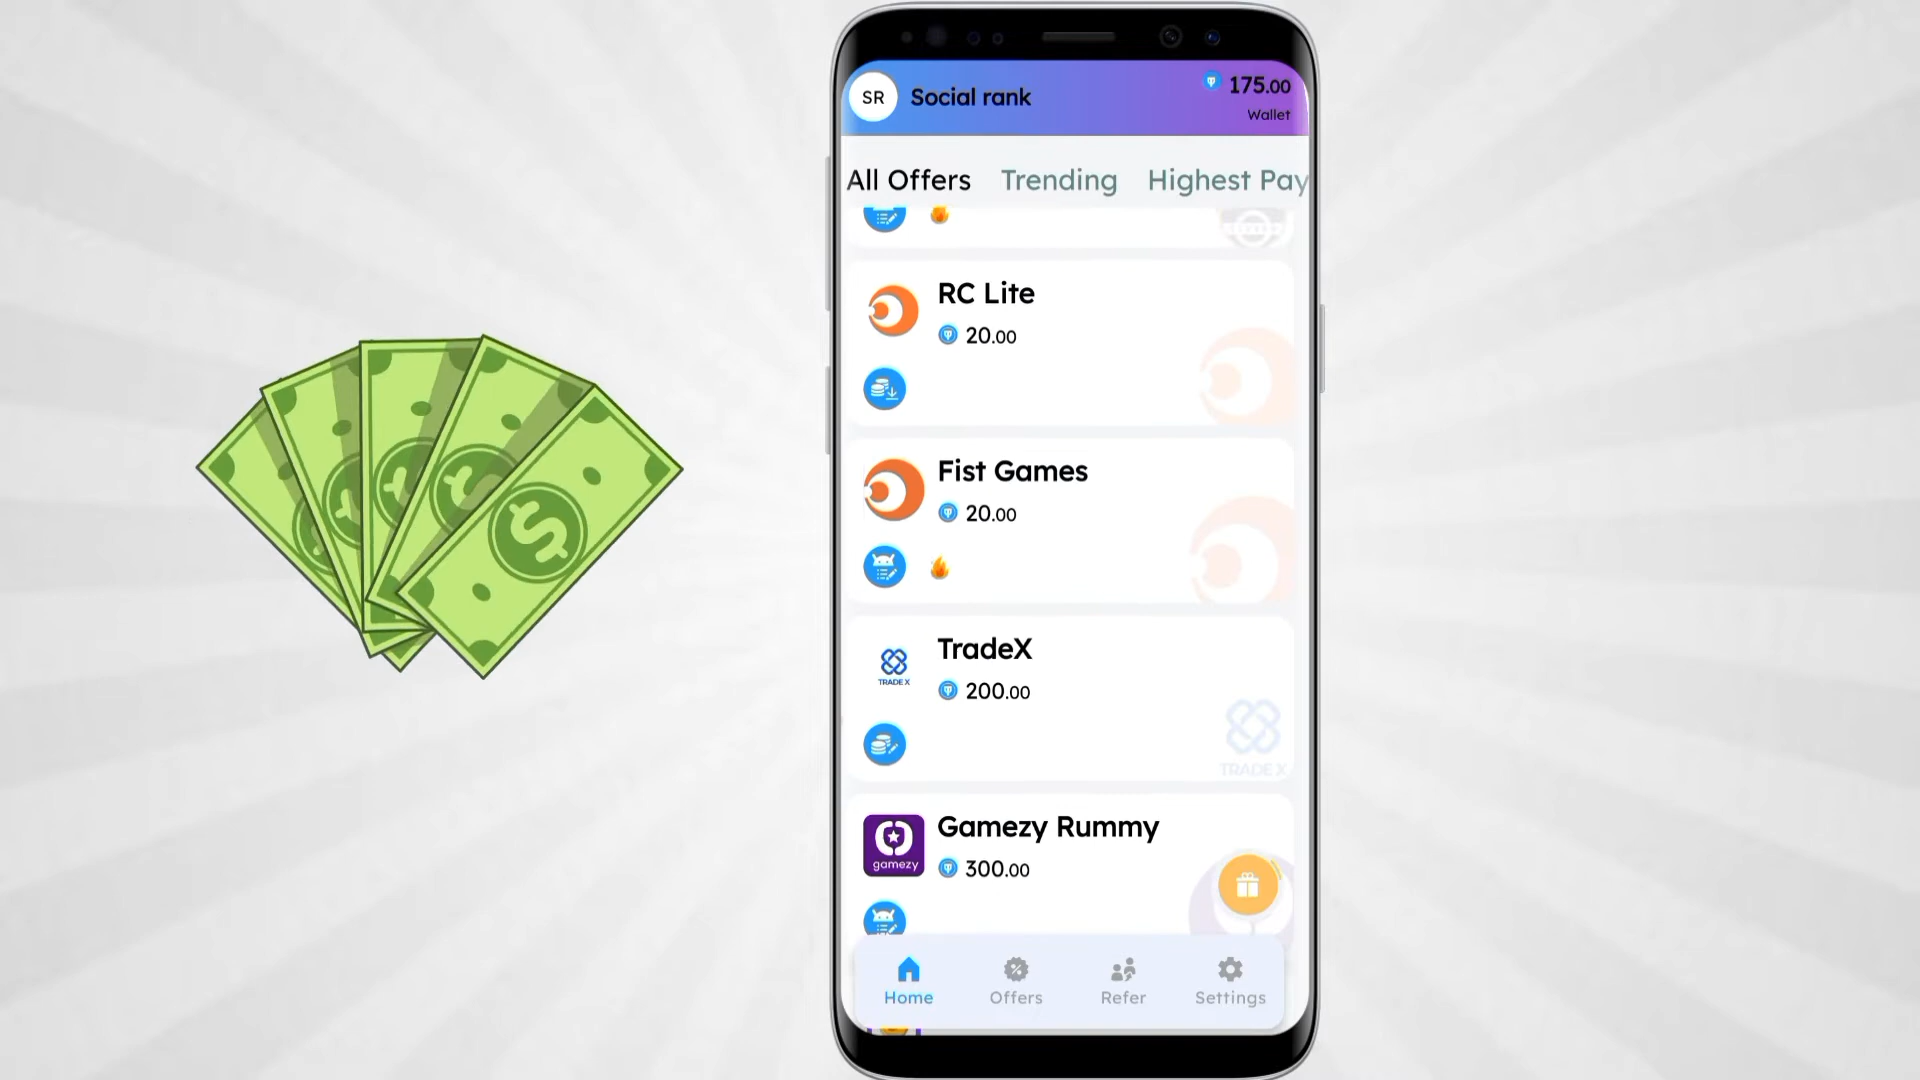 SR
Social rank
175.00
Wallet
All Offers
Trending
Highest Pay
RC Lite
20.00
Fist Games
20.00
TradeX
TRADE X
200.00
TRADE X
Gamezy Rummy
gamezy
300.00
Home
Offers
Refer
Settings